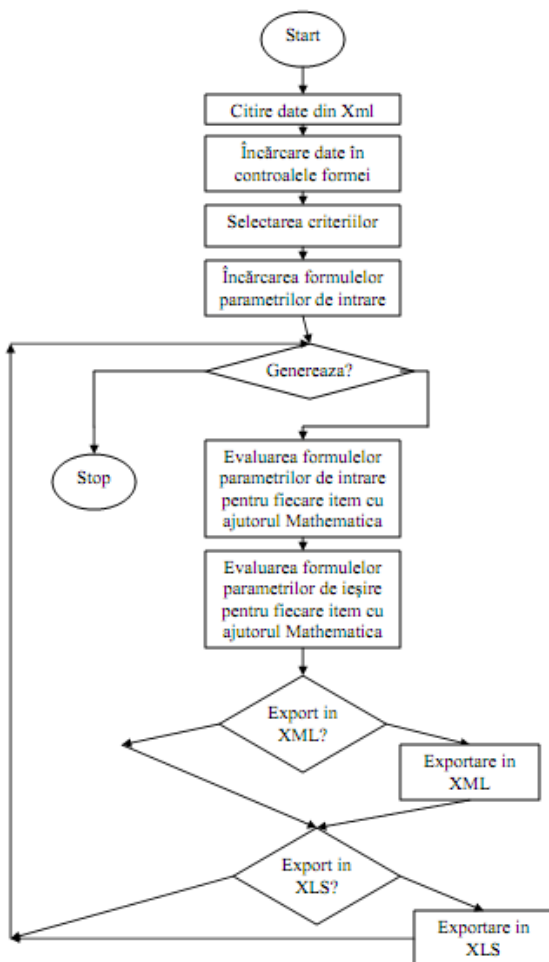 Start
Citire date din Xml
Încărcare date în
controalele formei
Selectarea criteriilor
Încărcarea formulelor
parametrilor de intrare
Genereaza?
Stop
Evaluarea formulelor
parametrilor de intrare
pentru fiecare item cu
ajutorul Mathematica
Evaluarea formulelor
parametrilor de ieșire
pentru fiecare item cu
ajutorul Mathematica
Export in
XML?
Exportare in
XML
Export in
XLS?
Exportare in
XLS